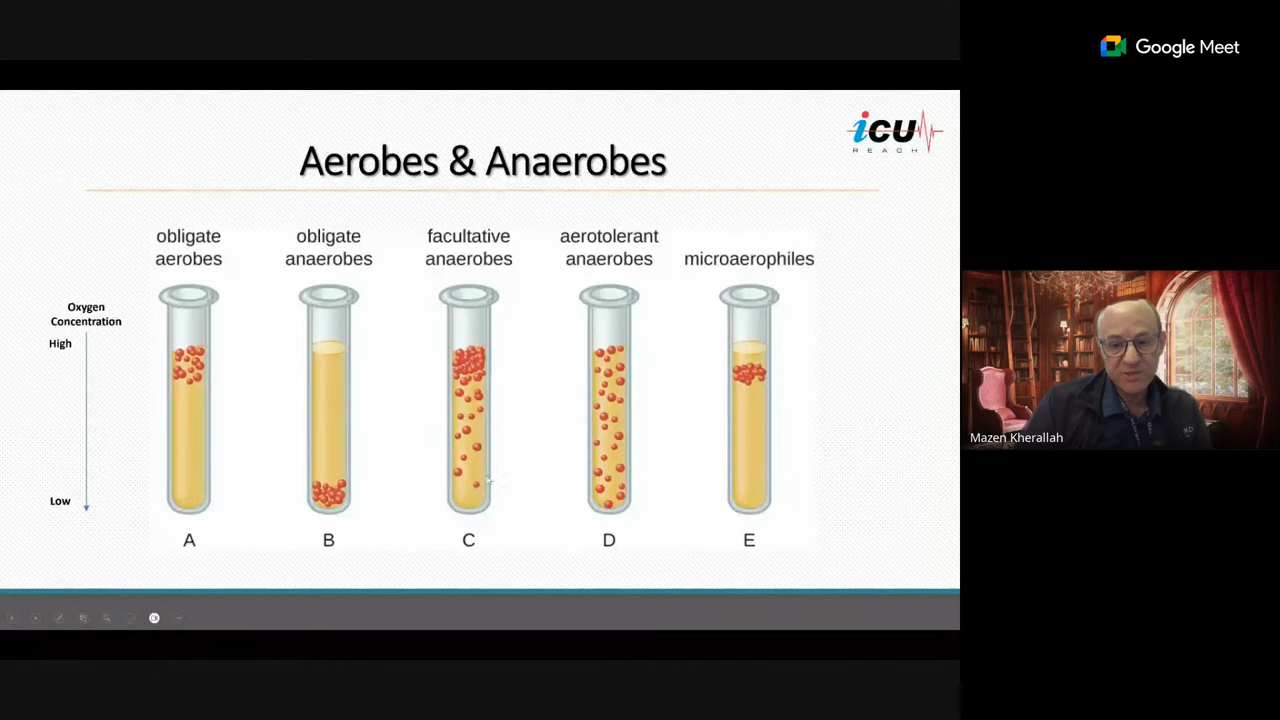 Google Meet
icu
REACH
Aerobes & Anaerobes
obligate
aerobes
obligate
anaerobes
facultative
anaerobes
aerotolerant
anaerobes
microaerophiles
Oxygen
Concentration
High
Low
A
B
C
D
E
Mazen Kherallah